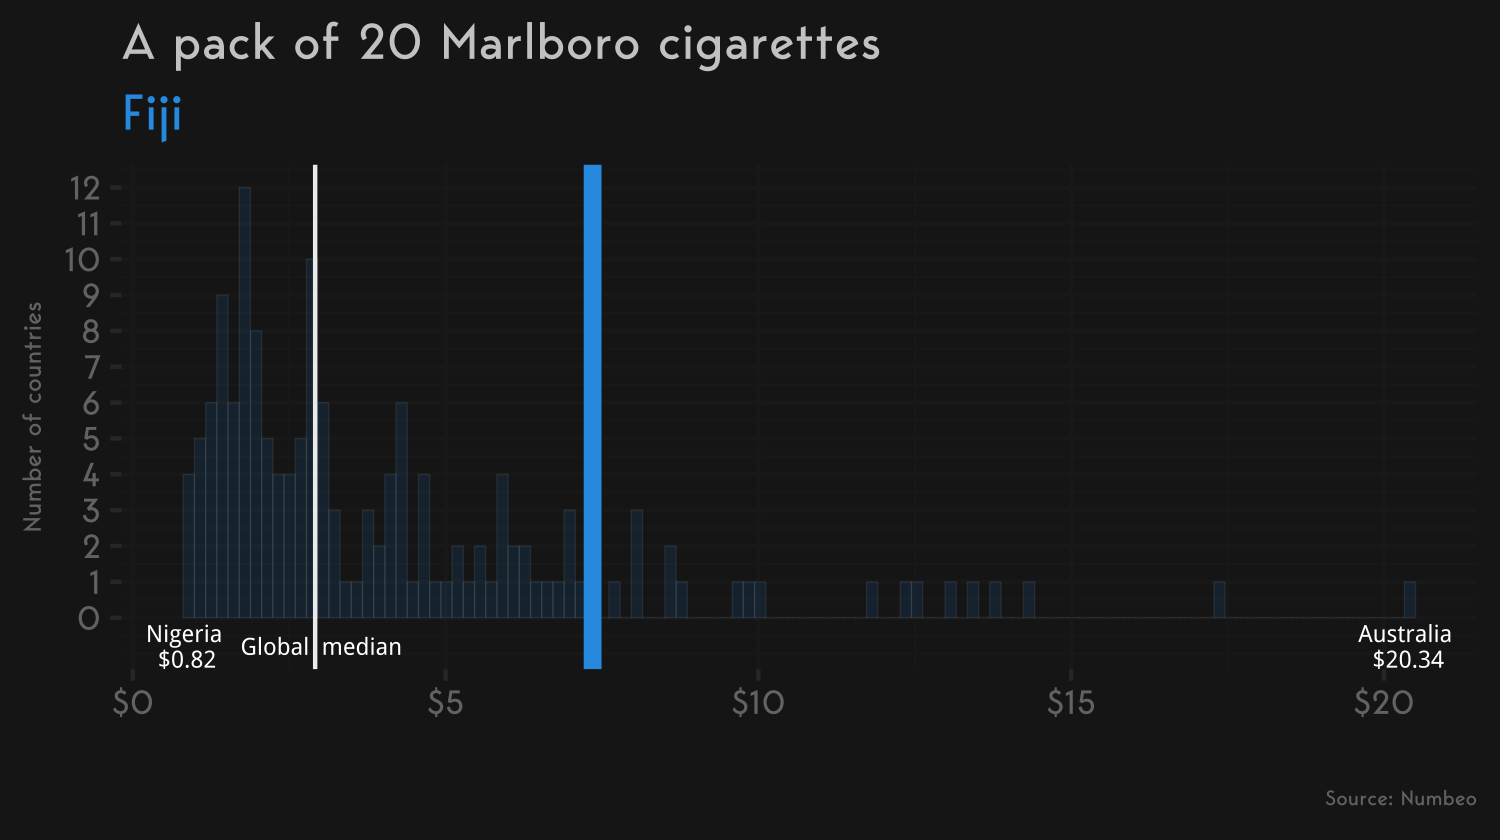 A pack of 20 Marlboro cigarettes
Fiji
Number of countries
12
11
10
9
8
7
6
5
4
3
2
1
0
Nigeria
$0.82
Global median
Australia
$20.34
$0 $5 $10 $15 $20
Source: Numbeo